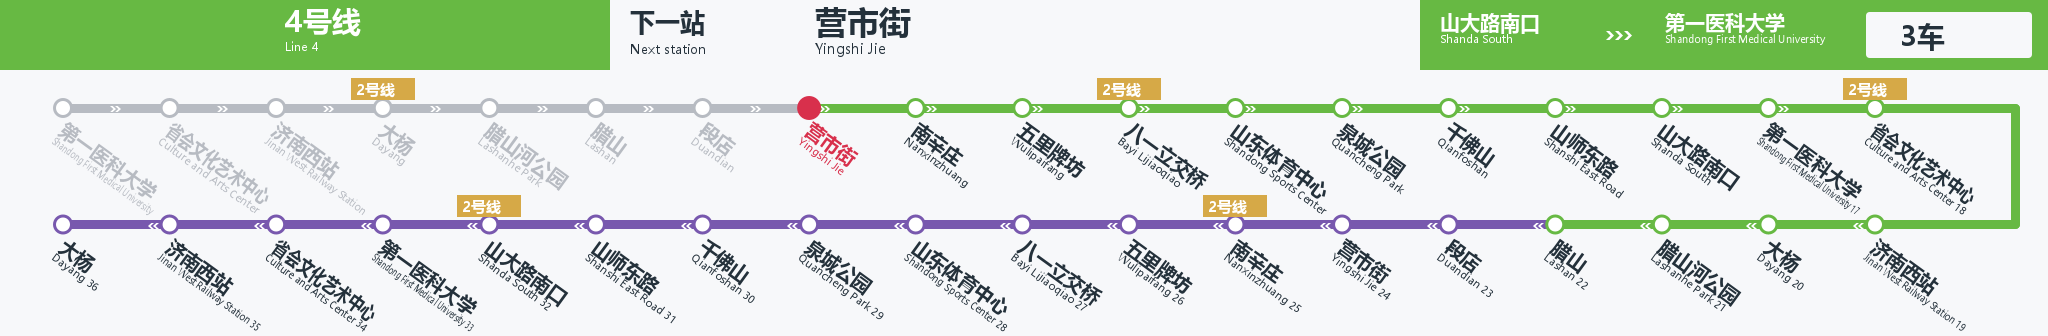 4号线
Line 4
下一站
Next station
营市街
Yingshi Jie
山大路南口
Shanda South
»›
第一医科大学
Shandong First Medical University
3车
2号线
2号线
2号线
第一医科大学
Shandong First Medical University
省会文化艺术中心
Culture and Arts Center
济南西站
Jinan West Railway Station
大杨
Dayang
腊山河公园
Lashanhe Park
腊山
Lashan
段店
Duandian
营市街
Yingshi Jie
南辛庄
Nanxinzhuang
五里牌坊
Wulipaifang
八一立交桥
Bayi Lijiaoqiao
山东体育中心
Shandong Sports Center
泉城公园
Quancheng Park
千佛山
Qianfoshan
山师东路
Shanshi East Road
山大路南口
Shanda South
第一医科大学
Shandong First Medical University 17
省会文化艺术中心
Culture and Arts Center 18
2号线
2号线
大杨
Dayang 36
济南西站
Jinan West Railway Station 35
省会文化艺术中心
Culture and Arts Center 34
第一医科大学
Shandong First Medical University 33
山大路南口
Shanda South 32
山师东路
Shanshi East Road 31
千佛山
Qianfoshan 30
泉城公园
Quancheng Park 29
山东体育中心
Shandong Sports Center 28
八一立交桥
Bayi Lijiaoqiao 27
五里牌坊
Wulipaifang 26
南辛庄
Nanxinzhuang 25
营市街
Yingshi Jie 24
段店
Duandian 23
腊山
Lashan 22
腊山河公园
Lashanhe Park 21
大杨
Dayang 20
济南西站
Jinan West Railway Station 19